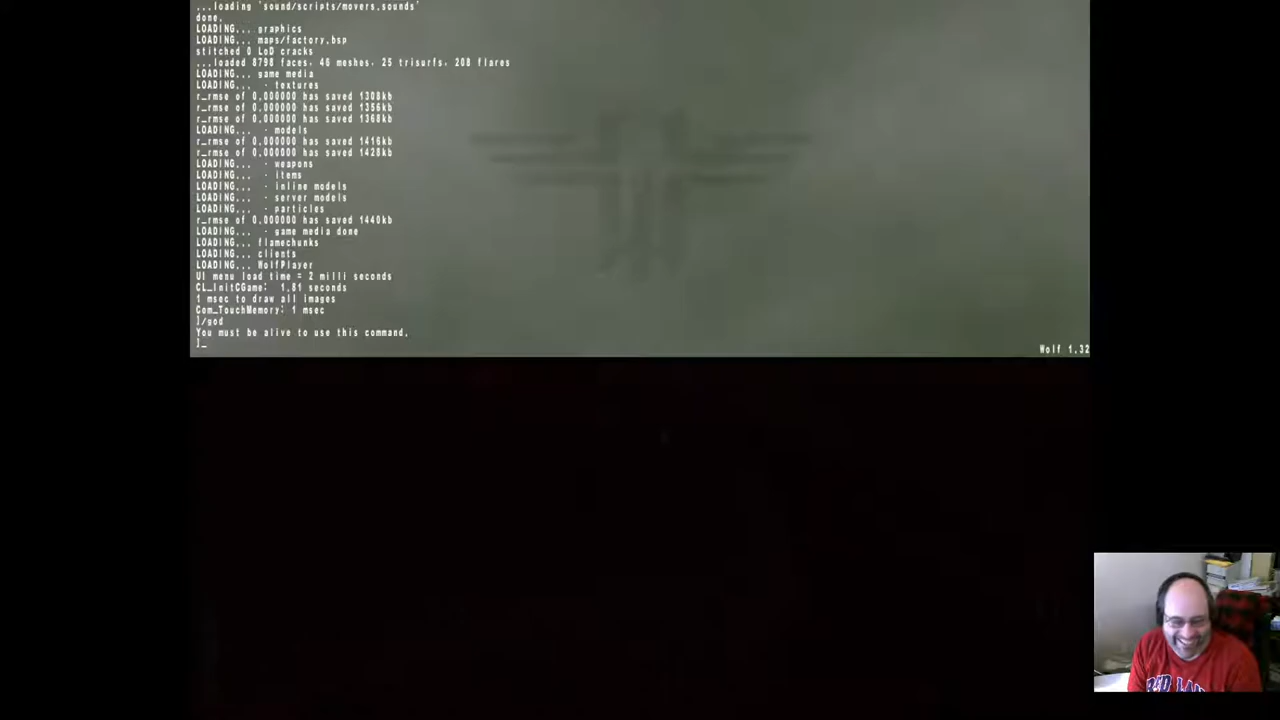 ...loading 'sound/scripts/movers.sounds'
done.
LOADING... graphics
LOADING... maps/factory.bsp
stitched 0 LoD cracks
...loaded 8798 faces, 46 meshes, 25 trisurfs, 208 flares
LOADING... game media
LOADING... - textures
r_rmse of 0.000000 has saved 1308kb
r_rmse of 0.000000 has saved 1356kb
r_rmse of 0.000000 has saved 1368kb
LOADING... - models
r_rmse of 0.000000 has saved 1416kb
r_rmse of 0.000000 has saved 1428kb
LOADING... - weapons
LOADING... - items
LOADING... - inline models
LOADING... - server models
LOADING... - particles
r_rmse of 0.000000 has saved 1440kb
LOADING... - game media done
LOADING... flamechunks
LOADING... clients
LOADING... WolfPlayer
UI menu load time = 2 milli seconds
CL_InitCGame: 1.81 seconds
1 msec to draw all images
Com_TouchMemory: 1 msec
]/god
You must be alive to use this command.
]_
Wolf 1.32
RED LA